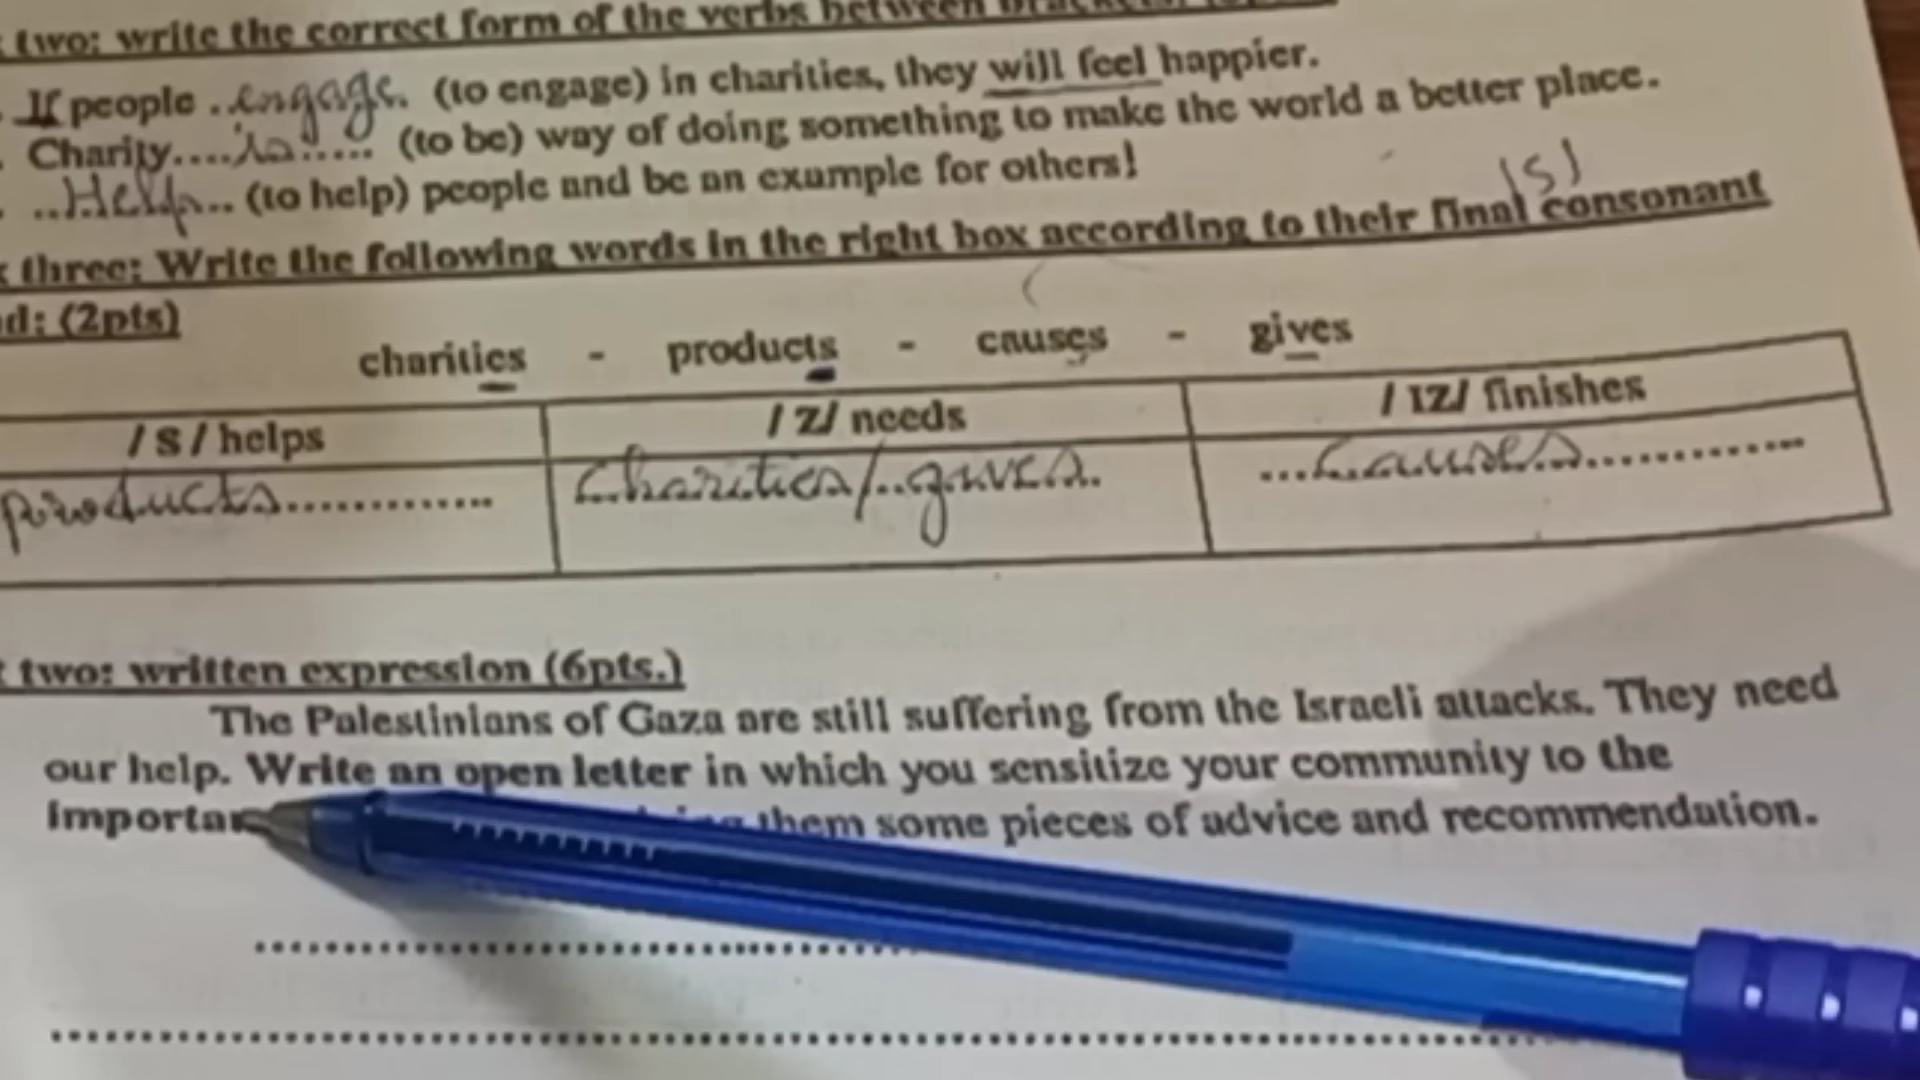 two: write the correct form of the verbs between brackets.
If people ..engage. (to engage) in charities, they will feel happier.
Charity....is..... (to be) way of doing something to make the world a better place.
..Help... (to help) people and be an example for others!
/s/
three: Write the following words in the right box according to their final consonant
d: (2pts)
charities - products - causes - gives
/ s / helps / z/ needs / ɪz/ finishes
products............. charities/..gives. ...causes............
two: written expression (6pts.)
The Palestinians of Gaza are still suffering from the Israeli attacks. They need
our help. Write an open letter in which you sensitize your community to the
importan them some pieces of advice and recommendation.